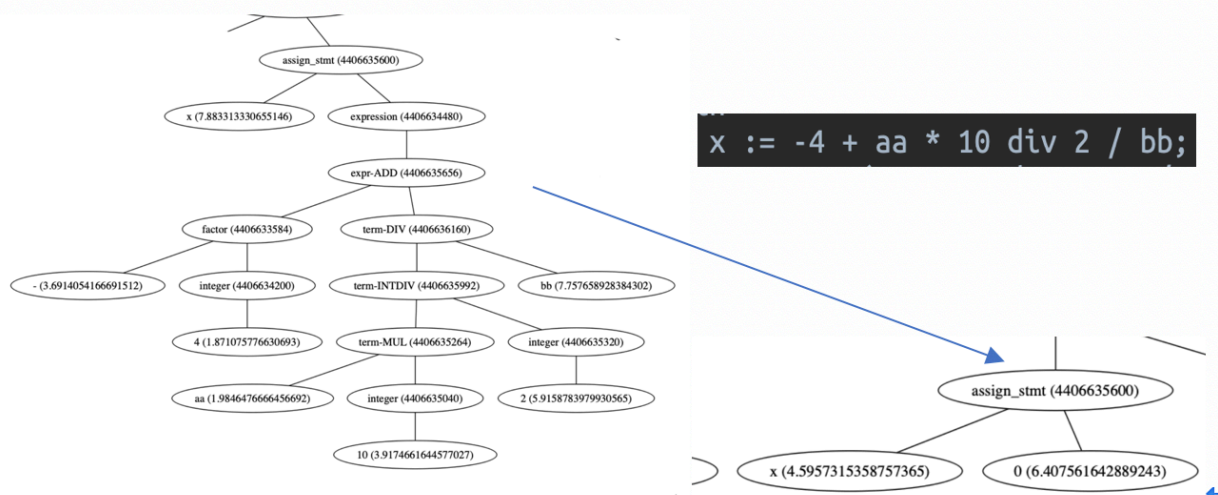 assign_stmt (4406635600)
x (7.883313330655146)
expression (4406634480)
expr-ADD (4406635656)
factor (4406633584)
term-DIV (4406636160)
- (3.6914054166691512)
integer (4406634200)
term-INTDIV (4406635992)
bb (7.757658928384302)
4 (1.871075776630693)
term-MUL (4406635264)
integer (4406635320)
aa (1.9846476666456692)
integer (4406635040)
2 (5.9158783979930565)
10 (3.9174661644577027)
x := -4 + aa * 10 div 2 / bb;
assign_stmt (4406635600)
x (4.5957315358757365)
0 (6.407561642889243)